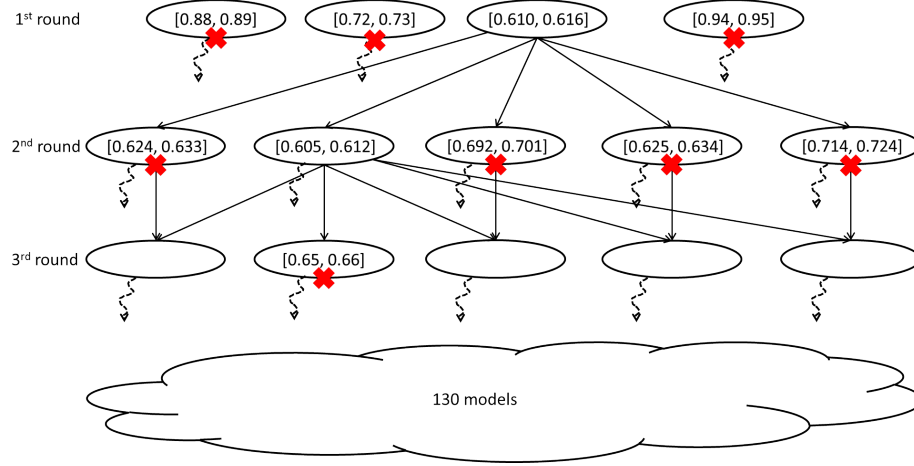 1st round [0.88, 0.89] [0.72, 0.73] [0.610, 0.616] [0.94, 0.95]
2nd round [0.624, 0.633] [0.605, 0.612] [0.692, 0.701] [0.625, 0.634] [0.714, 0.724]
3rd round [0.65, 0.66]
130 models